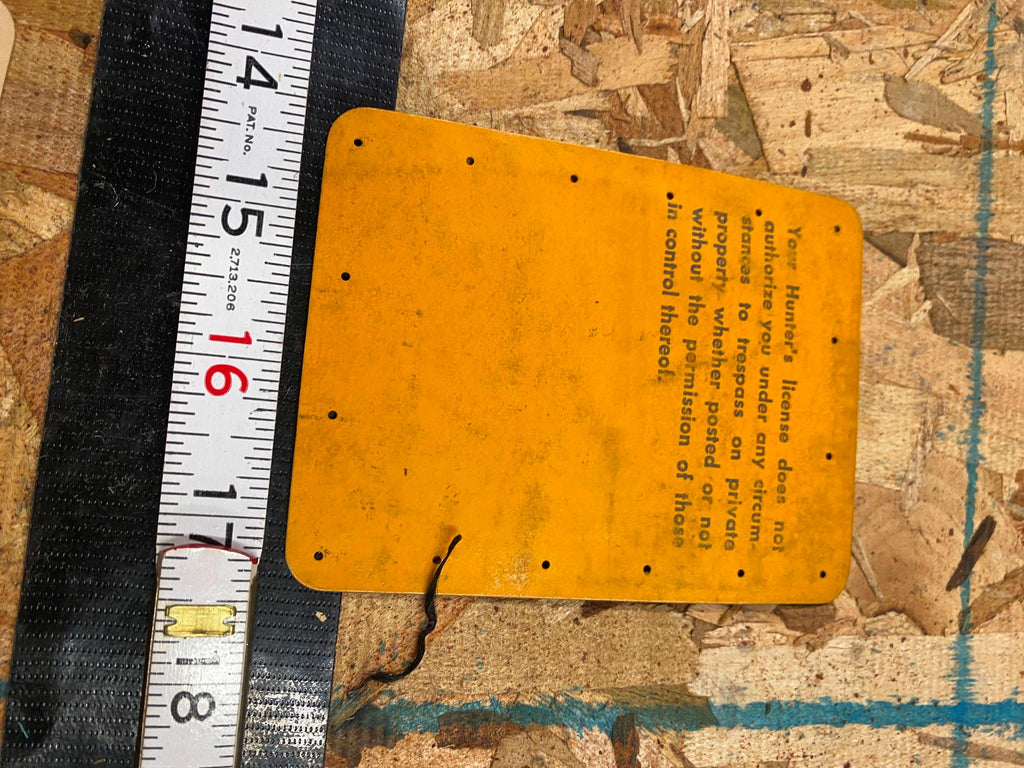 14
PAT. NO.
15
2,713,206
16
17
18
Your Hunter's license does not
authorize you under any circum-
stances to trespass on private
property whether posted or not
without the permission of those
in control thereof.